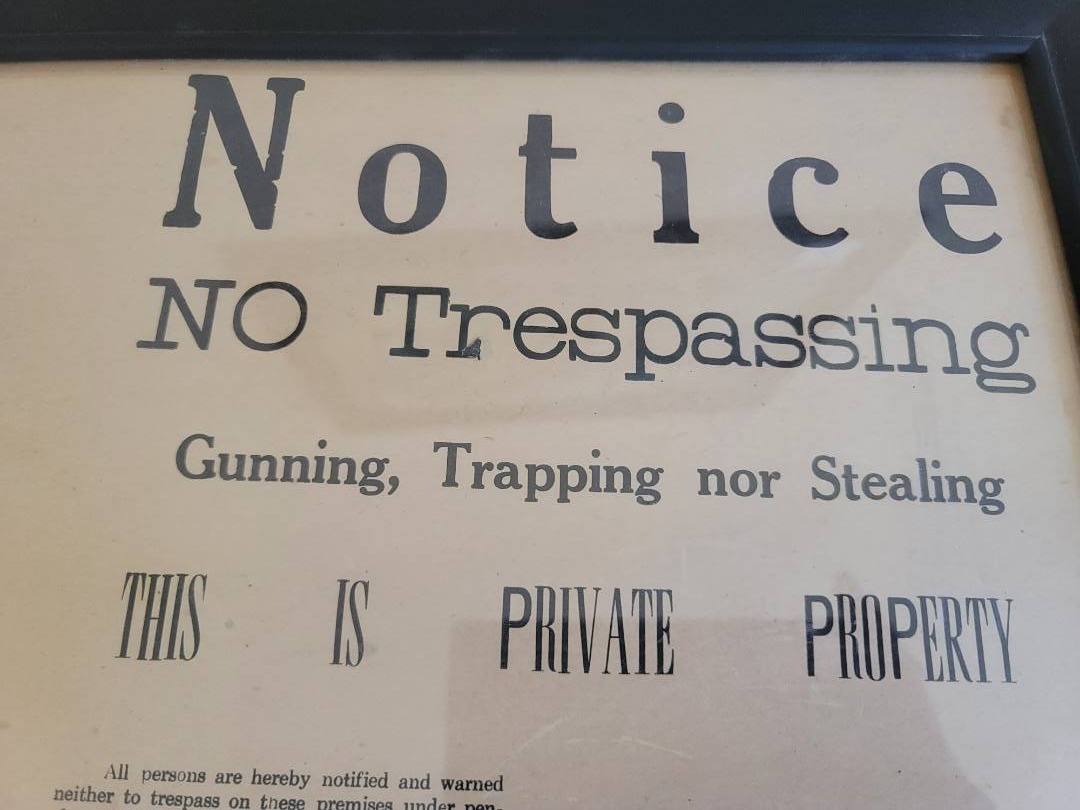 Notice
NO Trespassing
Gunning, Trapping nor Stealing
THIS IS PRIVATE PROPERTY
All persons are hereby notified and warned
neither to trespass on these premises under pen-